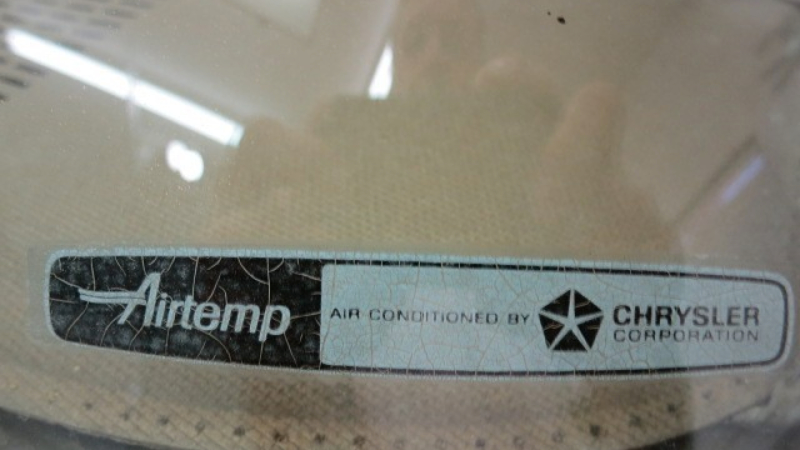 Airtemp AIR CONDITIONED BY CHRYSLER
CORPORATION